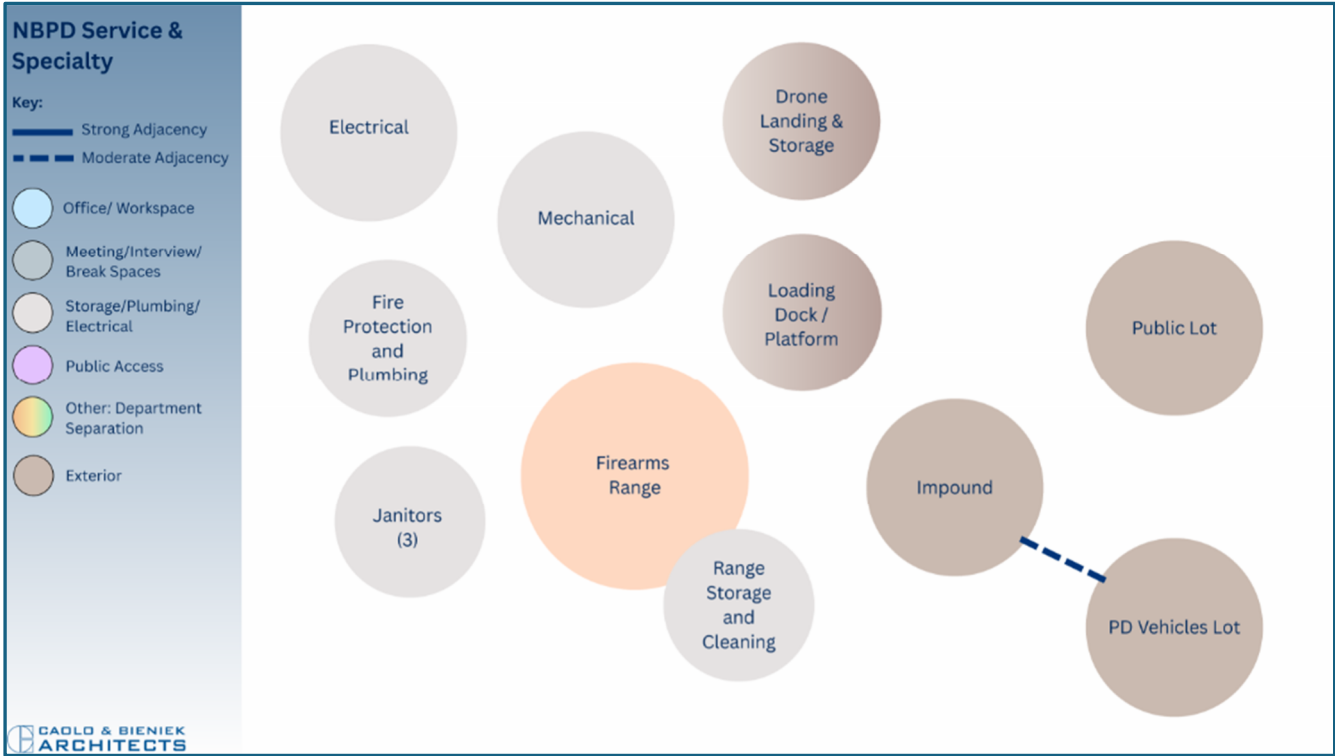 NBPD Service &
Specialty
Key:
Strong Adjacency
Moderate Adjacency
Office/ Workspace
Meeting/Interview/
Break Spaces
Storage/Plumbing/
Electrical
Public Access
Other: Department
Separation
Exterior
CAOLO & BIENIEK
ARCHITECTS
Electrical
Mechanical
Drone
Landing &
Storage
Fire
Protection
and
Plumbing
Loading
Dock /
Platform
Public Lot
Firearms
Range
Impound
Janitors
(3)
Range
Storage
and
Cleaning
PD Vehicles Lot